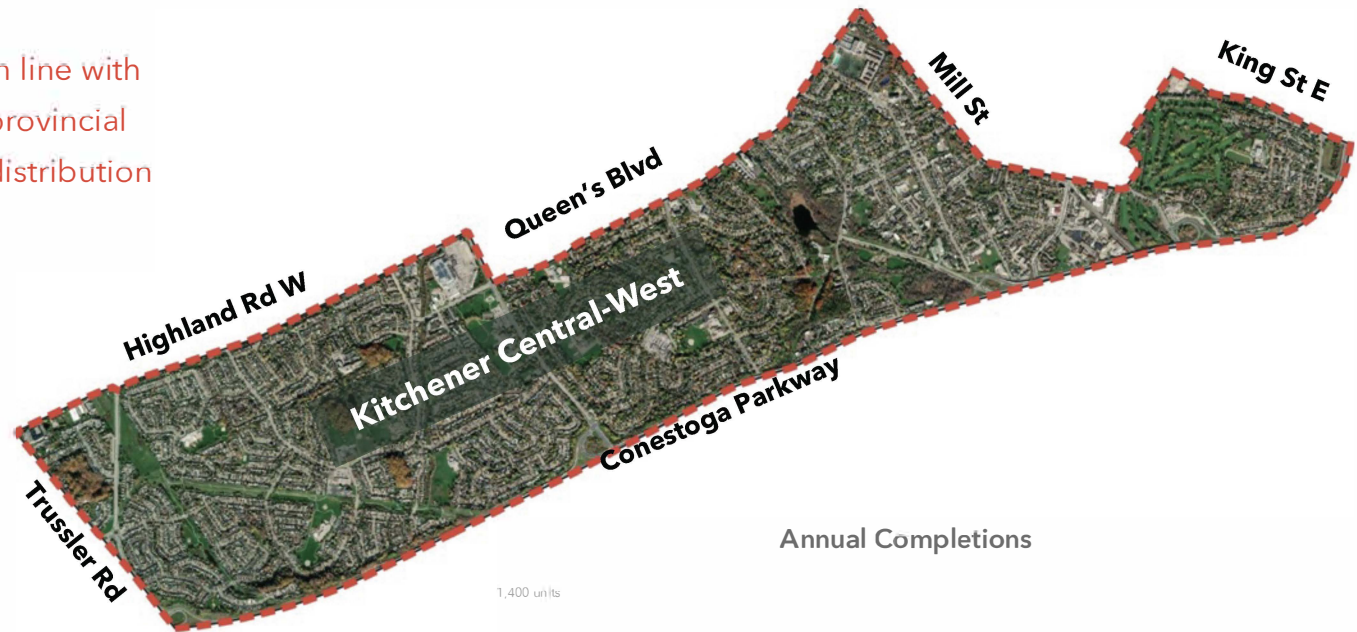 n line with
provincial
distribution
King St E
Mill St
Queen's Blvd
Highland Rd W
Kitchener Central-West
Conestoga Parkway
Trussler Rd
Annual Completions
1,400 units